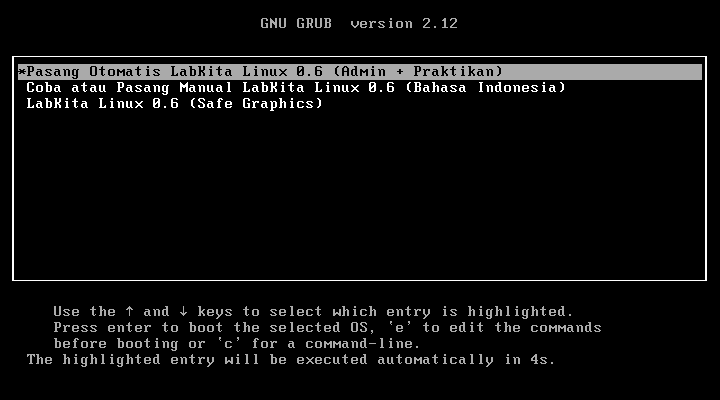 GNU GRUB  version 2.12
*Pasang Otomatis LabKita Linux 0.6 (Admin + Praktikan)
Coba atau Pasang Manual LabKita Linux 0.6 (Bahasa Indonesia)
LabKita Linux 0.6 (Safe Graphics)
Use the ↑ and ↓ keys to select which entry is highlighted.
Press enter to boot the selected OS, `e' to edit the commands
before booting or `c' for a command-line.
The highlighted entry will be executed automatically in 4s.